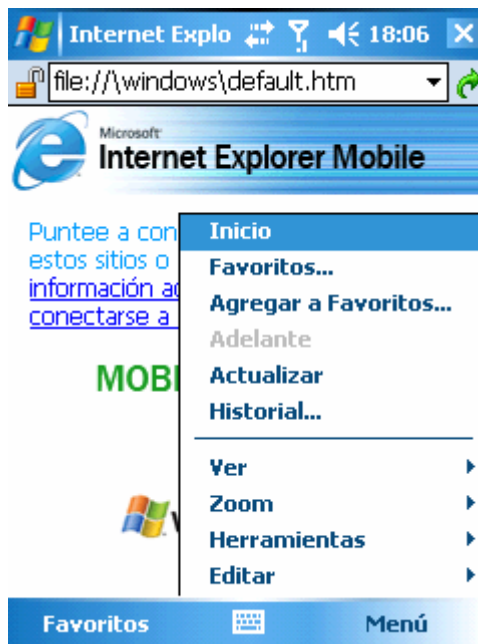 Internet Explo 18:06
file://\windows\default.htm
Microsoft
Internet Explorer Mobile
Puntee a con
estos sitios o
información a
conectarse a
MOBI
Inicio
Favoritos...
Agregar a Favoritos...
Adelante
Actualizar
Historial...
Ver
Zoom
Herramientas
Editar
Favoritos Menú